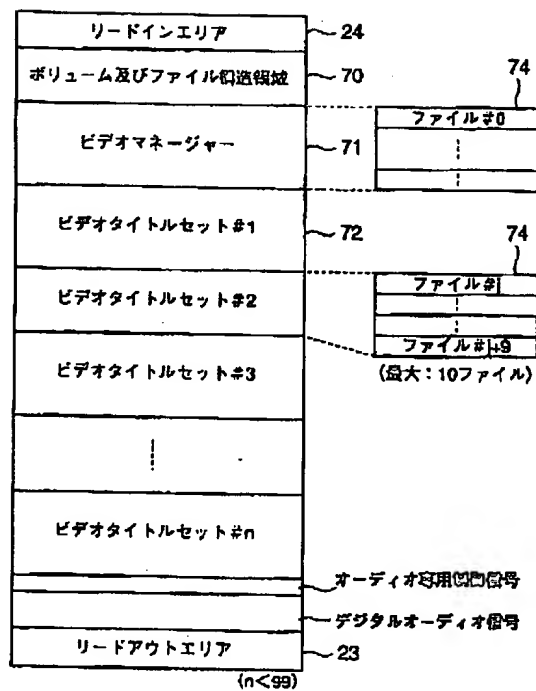 リードインエリア
24
ボリューム及びファイル構造領域
70
74
ファイル#0
ビデオマネージャー
71
ビデオタイトルセット#1
72
74
ビデオタイトルセット#2
ファイル#j
ファイル#j+9
(最大：10ファイル)
ビデオタイトルセット#3
ビデオタイトルセット#n
オーディオ専用制御信号
デジタルオーディオ信号
リードアウトエリア
23
(n<99)